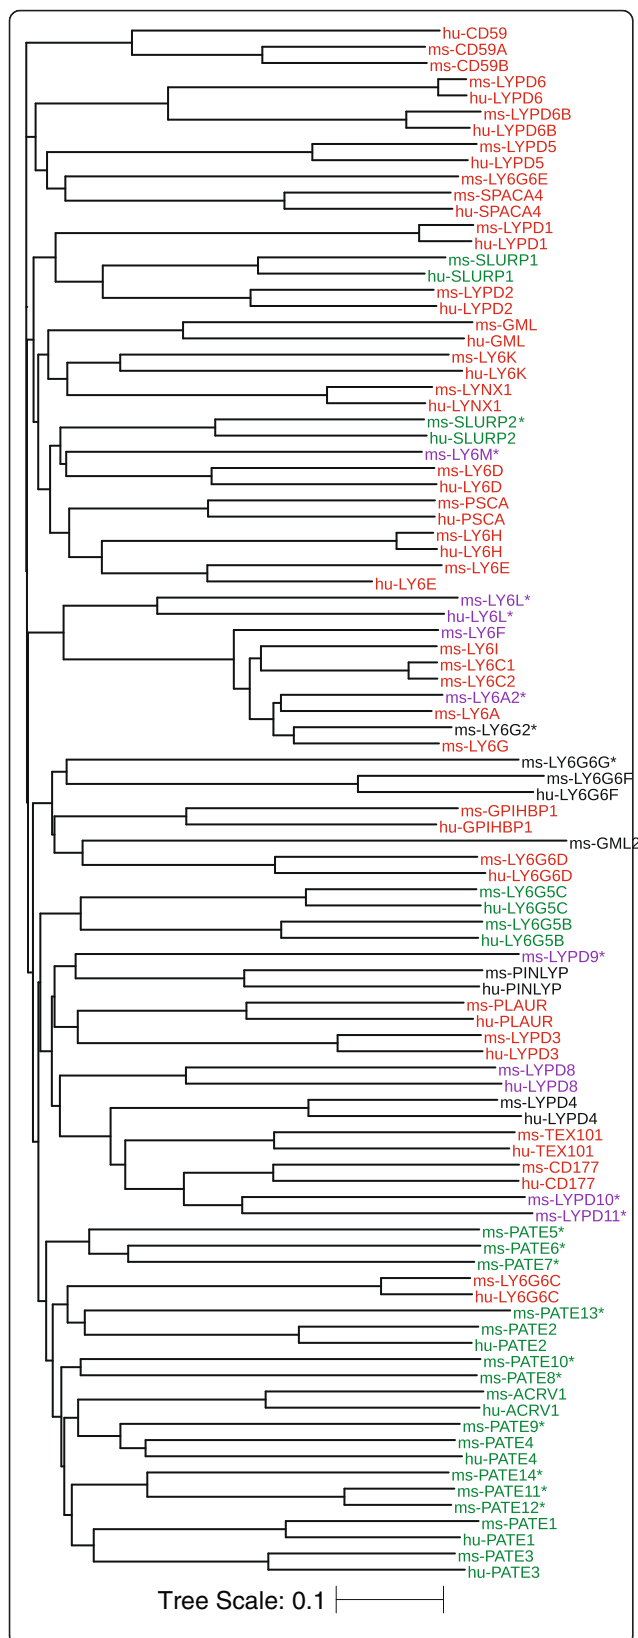 hu-CD59
ms-CD59A
ms-CD59B
ms-LYPD6
hu-LYPD6
ms-LYPD6B
hu-LYPD6B
ms-LYPD5
hu-LYPD5
ms-LY6G6E
ms-SPACA4
hu-SPACA4
ms-LYPD1
hu-LYPD1
ms-SLURP1
hu-SLURP1
ms-LYPD2
hu-LYPD2
ms-GML
hu-GML
ms-LY6K
hu-LY6K
ms-LYNX1
hu-LYNX1
ms-SLURP2*
hu-SLURP2
ms-LY6M*
ms-LY6D
hu-LY6D
ms-PSCA
hu-PSCA
ms-LY6H
hu-LY6H
ms-LY6E
hu-LY6E
ms-LY6L*
hu-LY6L*
ms-LY6F
ms-LY6I
ms-LY6C1
ms-LY6C2
ms-LY6A2*
ms-LY6A
ms-LY6G2*
ms-LY6G
ms-LY6G6G*
ms-LY6G6F
hu-LY6G6F
ms-GPIHBP1
hu-GPIHBP1
ms-GML2
ms-LY6G6D
hu-LY6G6D
ms-LY6G5C
hu-LY6G5C
ms-LY6G5B
hu-LY6G5B
ms-LYPD9*
ms-PINLYP
hu-PINLYP
ms-PLAUR
hu-PLAUR
ms-LYPD3
hu-LYPD3
ms-LYPD8
hu-LYPD8
ms-LYPD4
hu-LYPD4
ms-TEX101
hu-TEX101
ms-CD177
hu-CD177
ms-LYPD10*
ms-LYPD11*
ms-PATE5*
ms-PATE6*
ms-PATE7*
ms-LY6G6C
hu-LY6G6C
ms-PATE13*
ms-PATE2
hu-PATE2
ms-PATE10*
ms-PATE8*
ms-ACRV1
hu-ACRV1
ms-PATE9*
ms-PATE4
hu-PATE4
ms-PATE14*
ms-PATE11*
ms-PATE12*
ms-PATE1
hu-PATE1
ms-PATE3
hu-PATE3
Tree Scale: 0.1